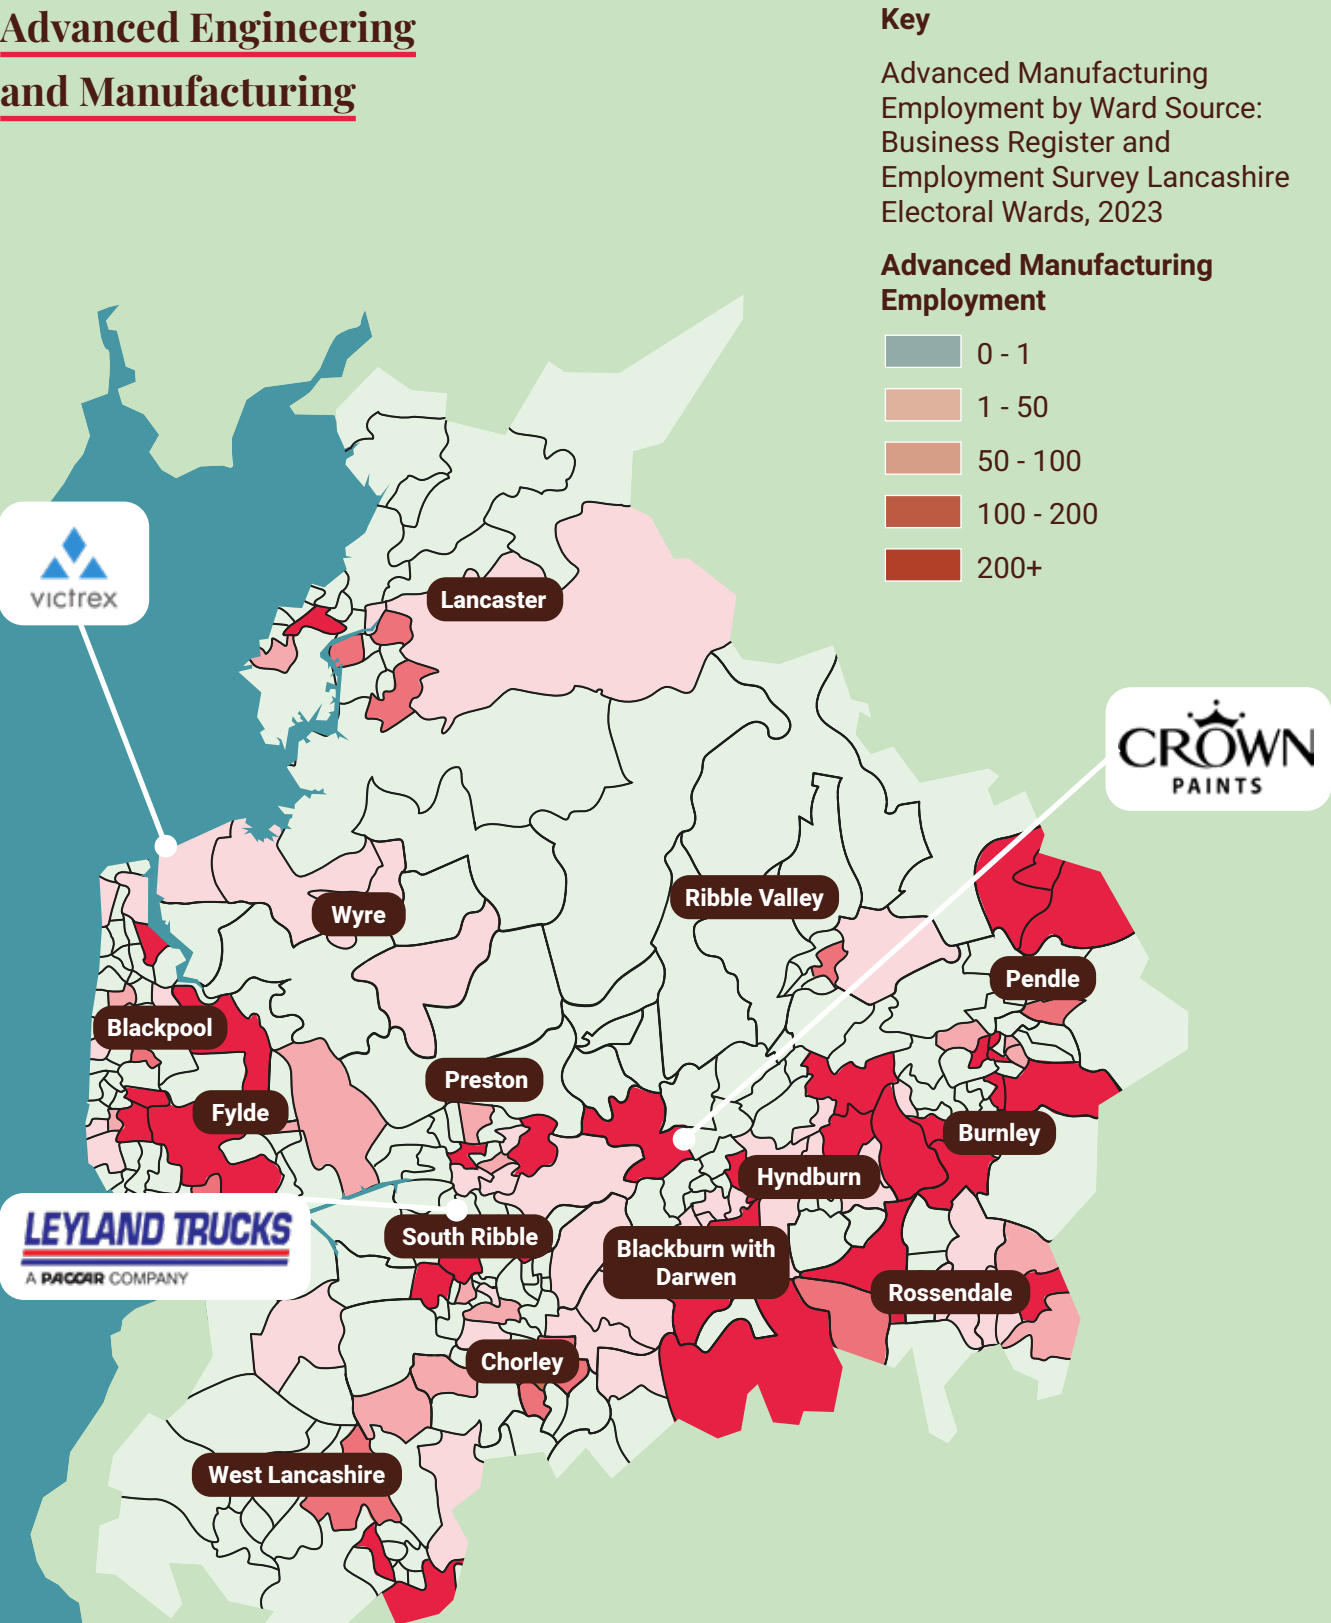 Advanced Engineering
and Manufacturing
Key
Advanced Manufacturing
Employment by Ward Source:
Business Register and
Employment Survey Lancashire
Electoral Wards, 2023
Advanced Manufacturing
Employment
0 - 1
1 - 50
50 - 100
100 - 200
200+
victrex
Lancaster
CROWN
PAINTS
Ribble Valley
Wyre
Pendle
Blackpool
Preston
Fylde
Burnley
Hyndburn
LEYLAND TRUCKS
A PACCAR COMPANY
South Ribble
Blackburn with
Darwen
Rossendale
Chorley
West Lancashire